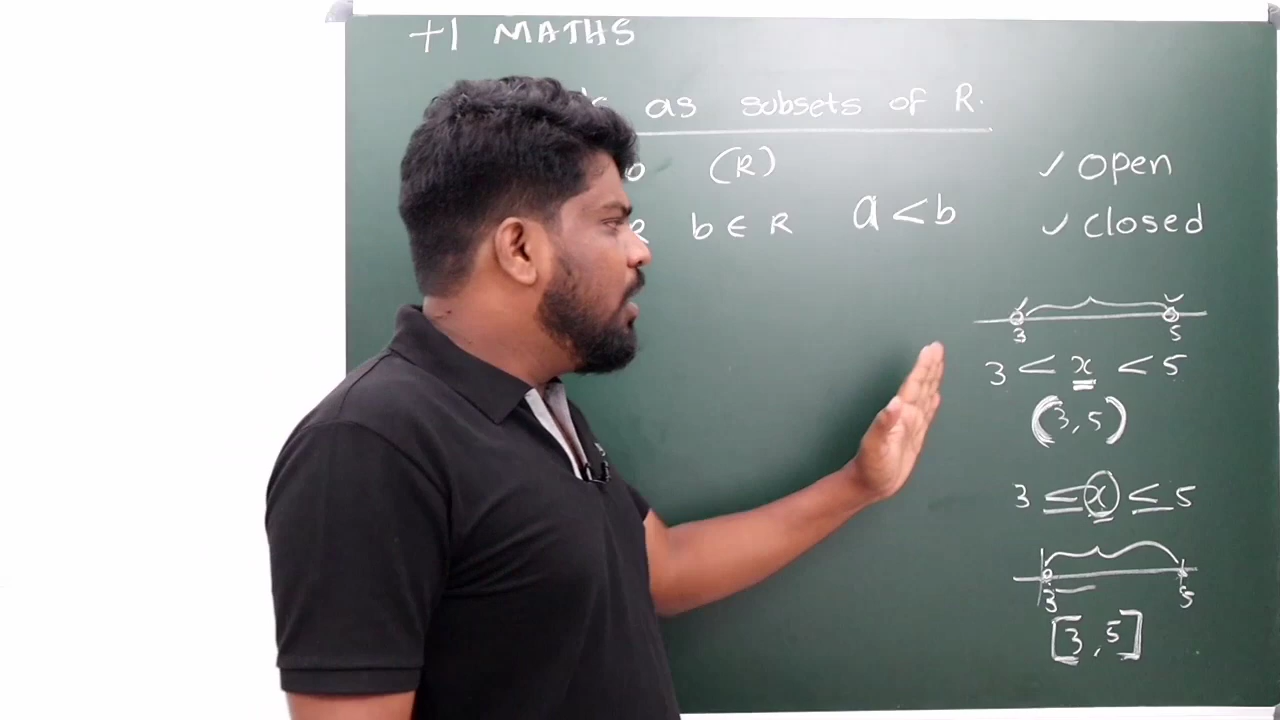 +1 MATHS
as subsets of R.
(R)
✓ open
R b ∈ R a < b
✓ closed
3 5
3 < x < 5
(3, 5)
3 ≤ x ≤ 5
3 5
[3, 5]